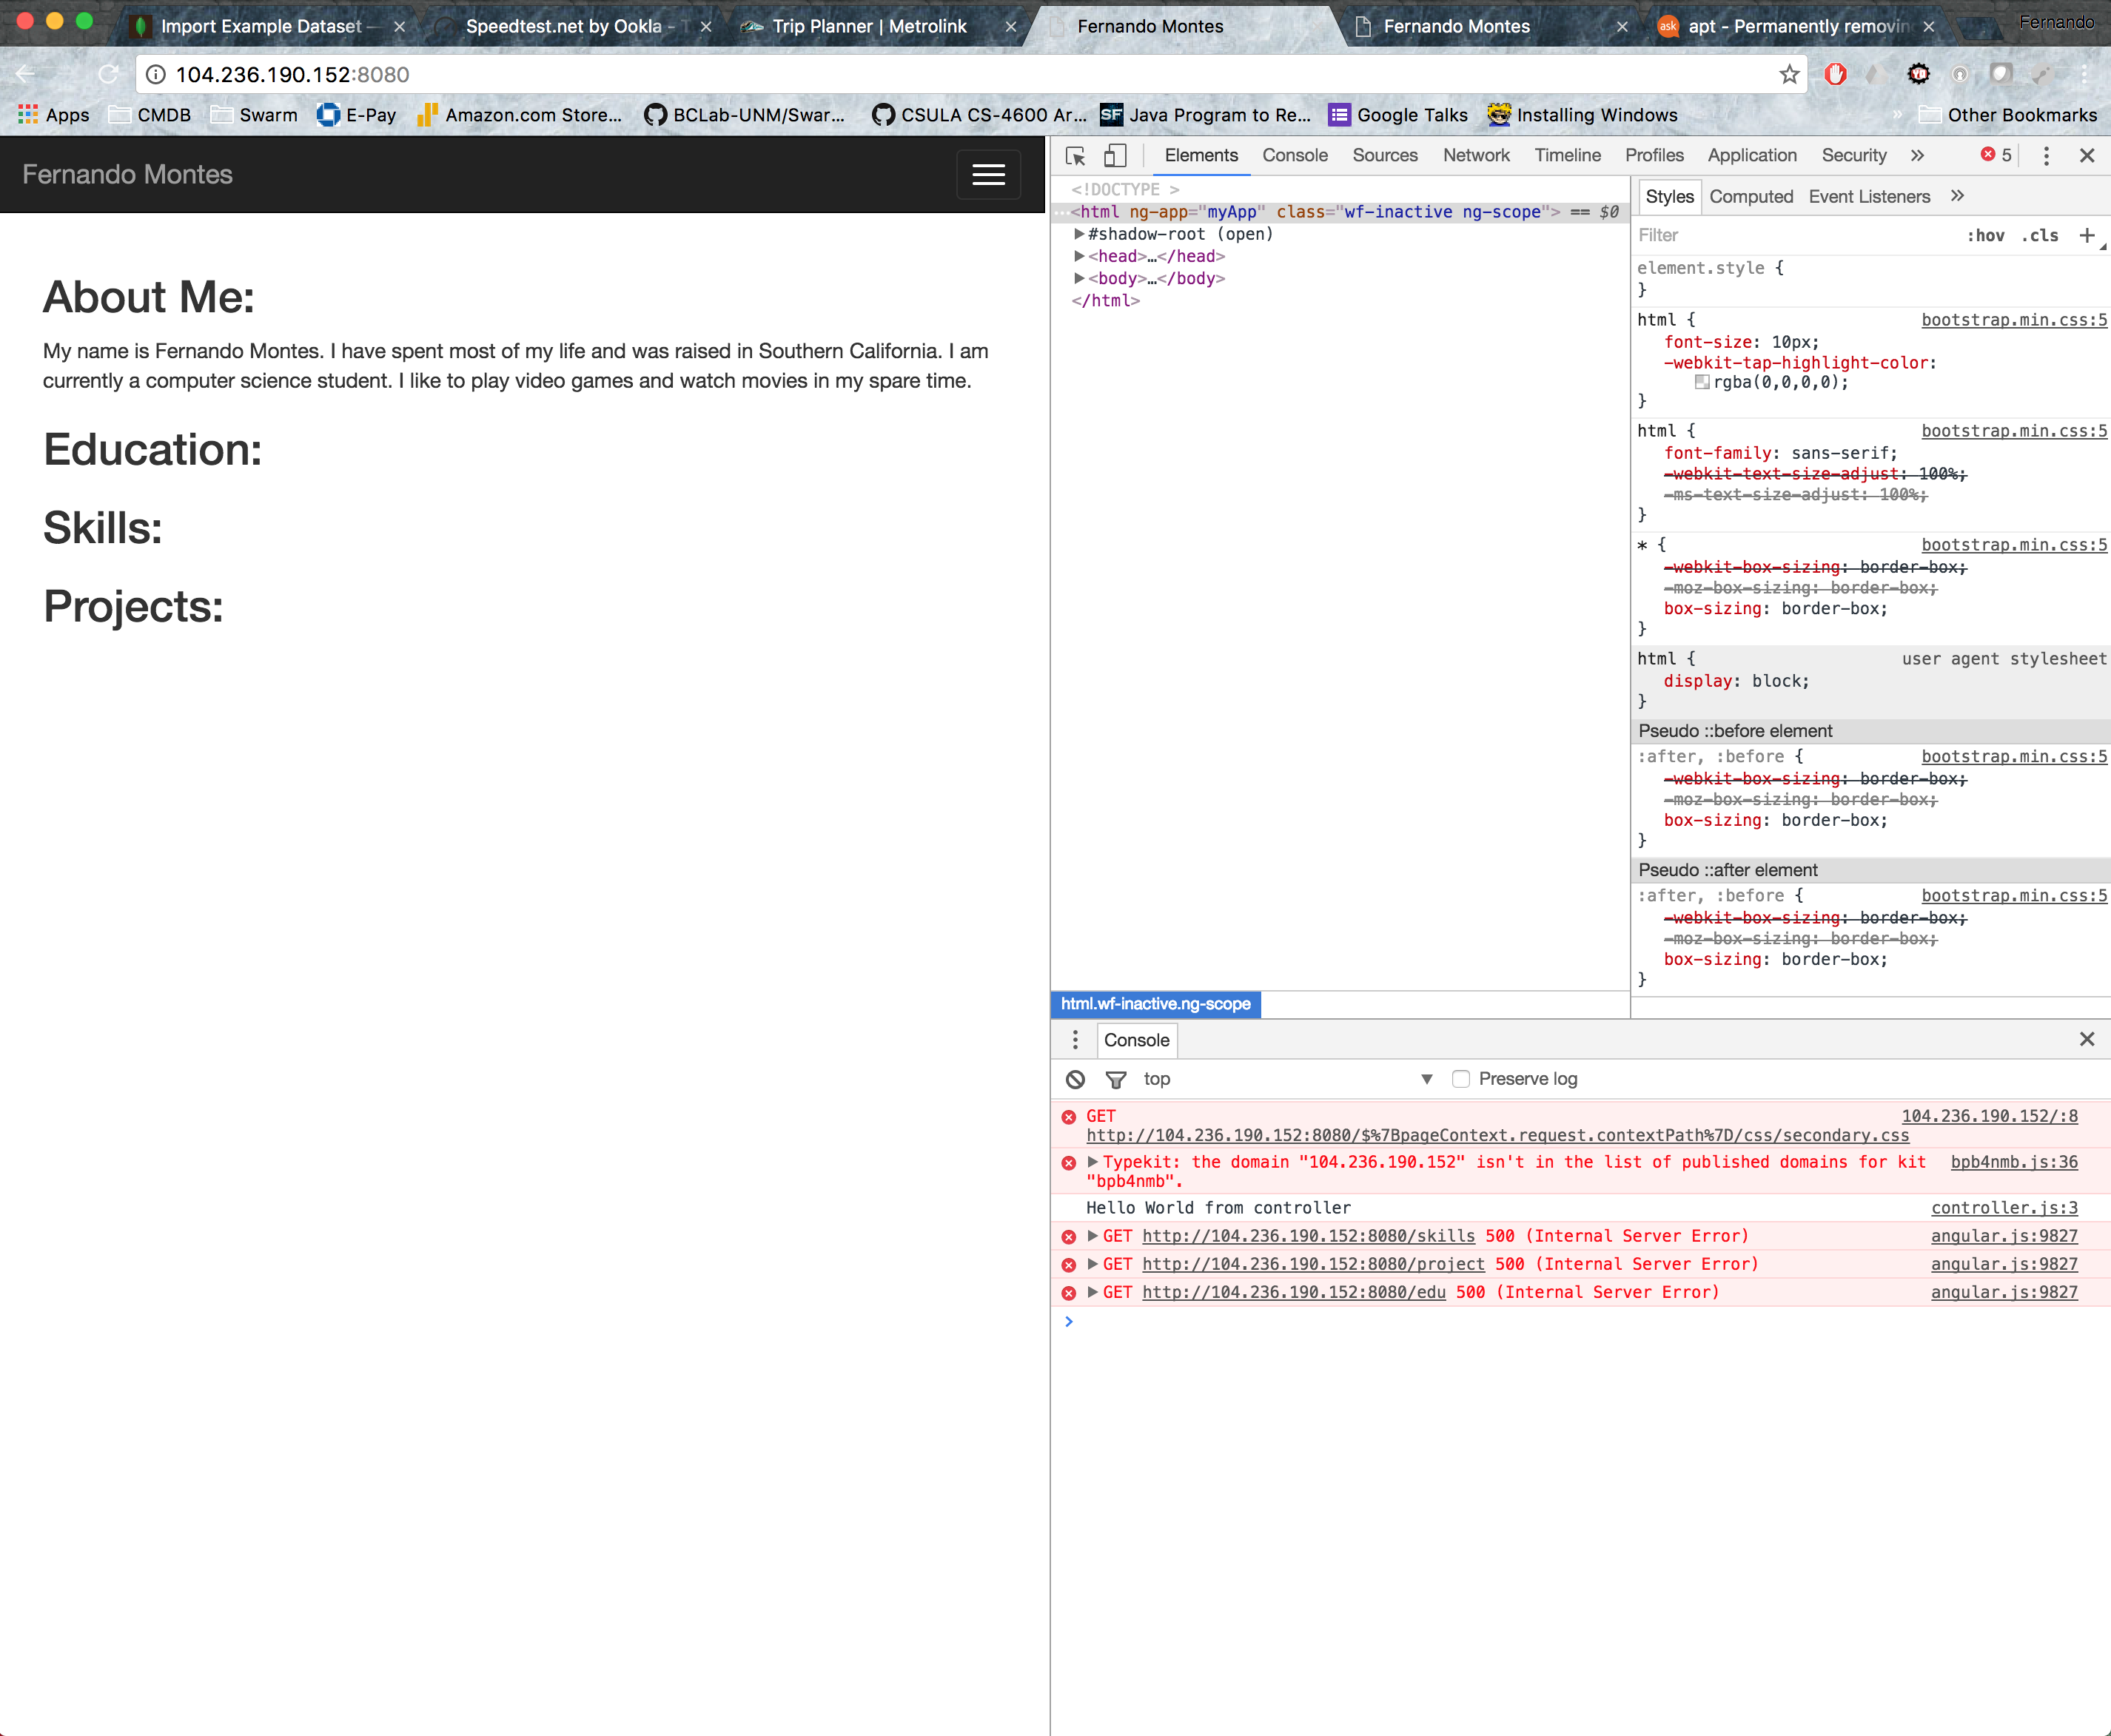 Import Example Dataset —
Speedtest.net by Ookla - T
Trip Planner | Metrolink
Fernando Montes
Fernando Montes
ask
apt - Permanently removin
Fernando
104.236.190.152:8080
Apps
CMDB
Swarm
E-Pay
Amazon.com Store...
BCLab-UNM/Swar...
CSULA CS-4600 Ar...
SF
Java Program to Re...
Google Talks
Installing Windows
»
Other Bookmarks
Fernando Montes
About Me:
My name is Fernando Montes. I have spent most of my life and was raised in Southern California. I am
currently a computer science student. I like to play video games and watch movies in my spare time.
Education:
Skills:
Projects:
Elements Console Sources Network Timeline Profiles Application Security » 5
<!DOCTYPE >
…<html ng-app="myApp" class="wf-inactive ng-scope"> == $0
▶#shadow-root (open)
▶<head>…</head>
▶<body>…</body>
</html>
html.wf-inactive.ng-scope
Styles Computed Event Listeners »
Filter :hov .cls +
element.style {
}
html { bootstrap.min.css:5
font-size: 10px;
-webkit-tap-highlight-color:
rgba(0,0,0,0);
}
html { bootstrap.min.css:5
font-family: sans-serif;
-webkit-text-size-adjust: 100%;
-ms-text-size-adjust: 100%;
}
* { bootstrap.min.css:5
-webkit-box-sizing: border-box;
-moz-box-sizing: border-box;
box-sizing: border-box;
}
html { user agent stylesheet
display: block;
}
Pseudo ::before element
:after, :before { bootstrap.min.css:5
-webkit-box-sizing: border-box;
-moz-box-sizing: border-box;
box-sizing: border-box;
}
Pseudo ::after element
:after, :before { bootstrap.min.css:5
-webkit-box-sizing: border-box;
-moz-box-sizing: border-box;
box-sizing: border-box;
}
Console
top ▼ Preserve log
GET 104.236.190.152/:8
http://104.236.190.152:8080/$%7BpageContext.request.contextPath%7D/css/secondary.css
▶Typekit: the domain "104.236.190.152" isn't in the list of published domains for kit bpb4nmb.js:36
"bpb4nmb".
Hello World from controller controller.js:3
▶GET http://104.236.190.152:8080/skills 500 (Internal Server Error) angular.js:9827
▶GET http://104.236.190.152:8080/project 500 (Internal Server Error) angular.js:9827
▶GET http://104.236.190.152:8080/edu 500 (Internal Server Error) angular.js:9827
>